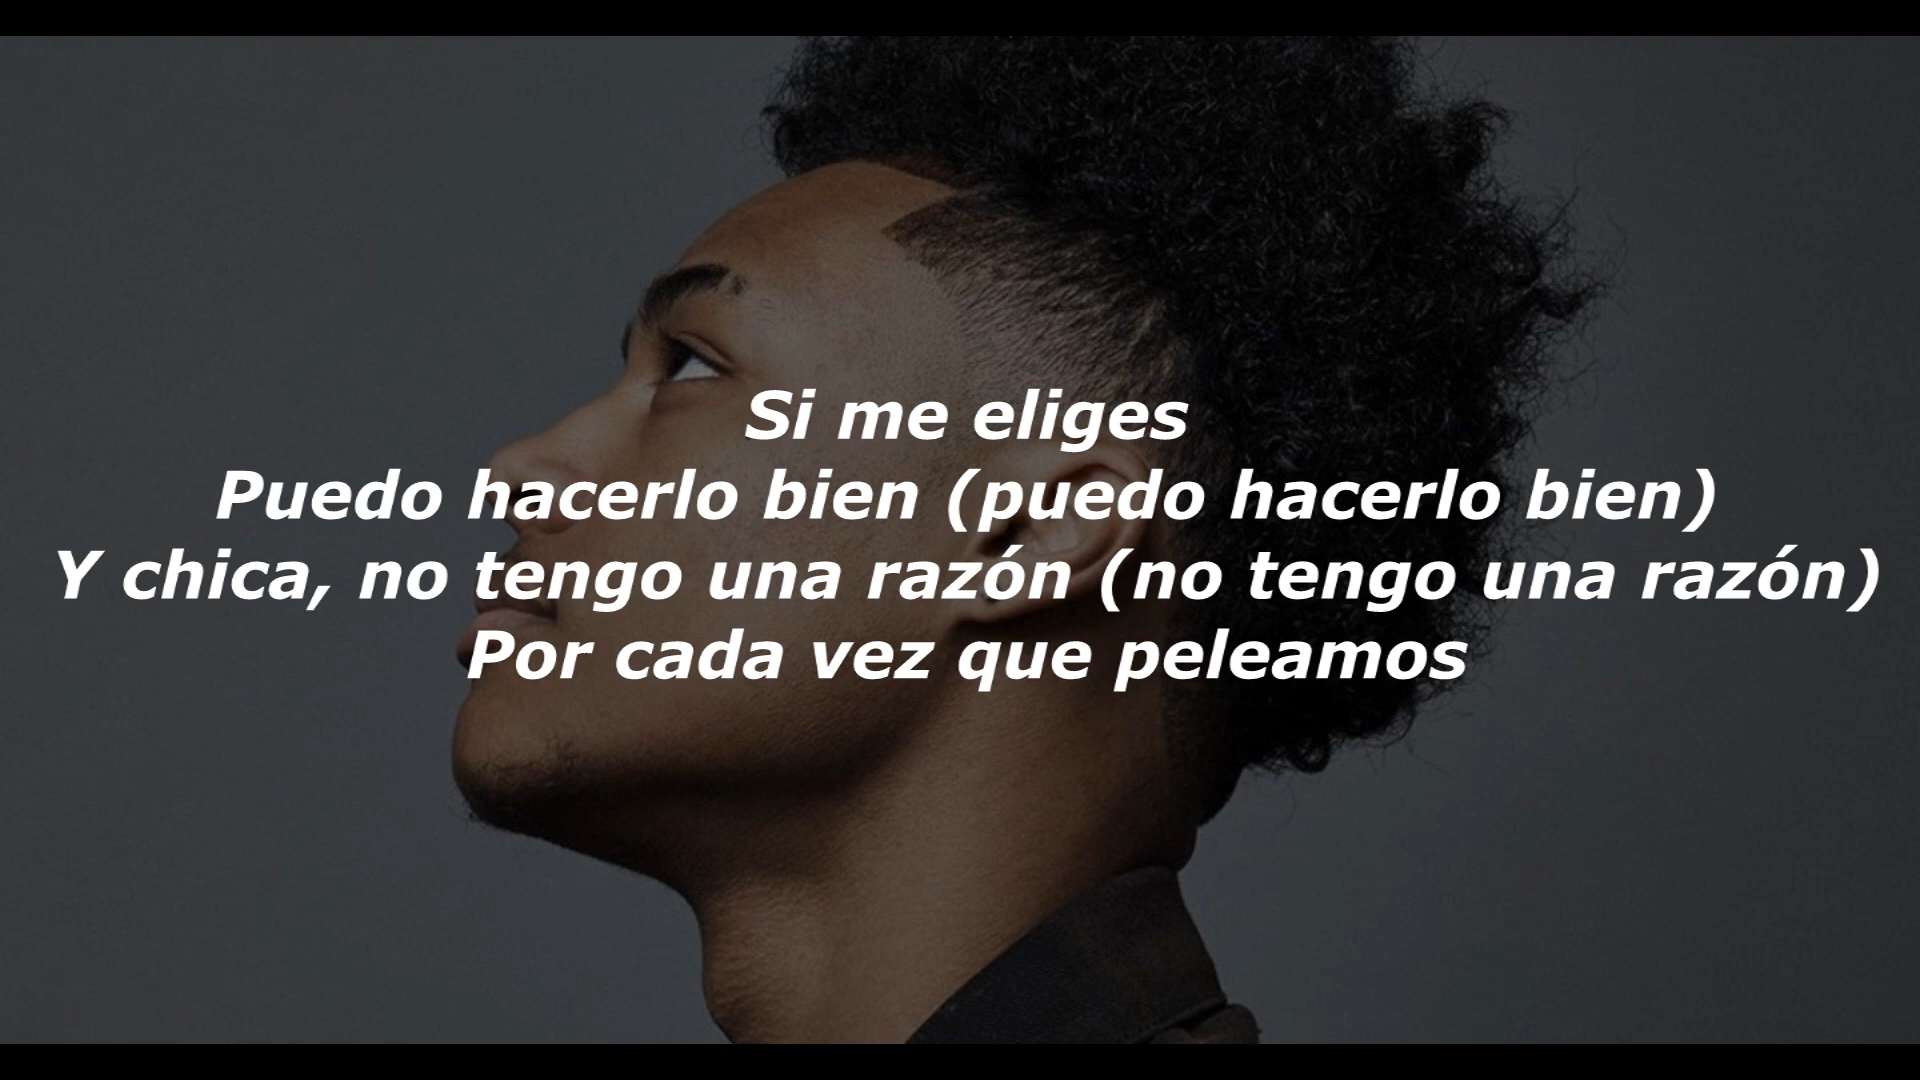 Si me eliges
Puedo hacerlo bien (puedo hacerlo bien)
Y chica, no tengo una razón (no tengo una razón)
Por cada vez que peleamos